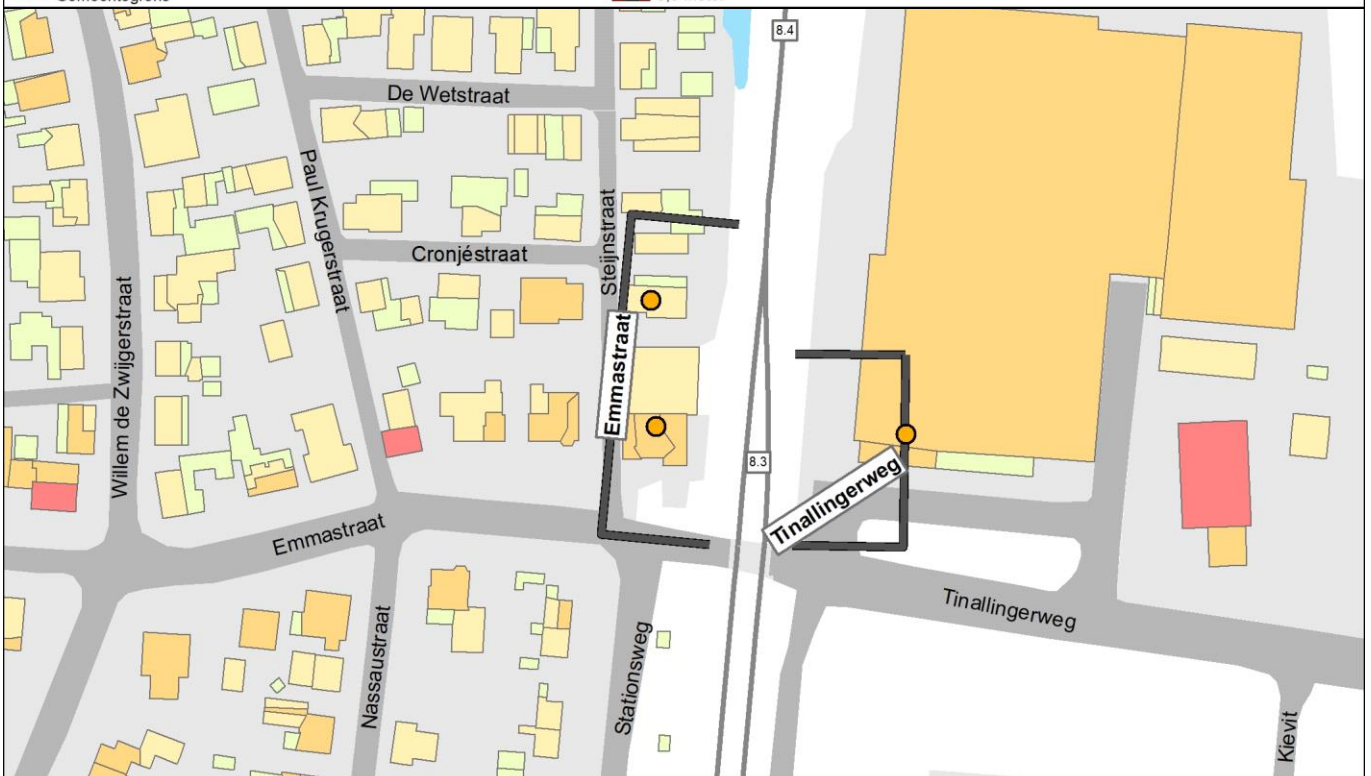 Gemeentegrens
8.4
De Wetstraat
Paul Krugerstraat
Steijnstraat
Cronjéstraat
Willem de Zwijgerstraat
Emmastraat
8.3
Tinallingerweg
Emmastraat
Tinallingerweg
Nassaustraat
Stationsweg
Kievit